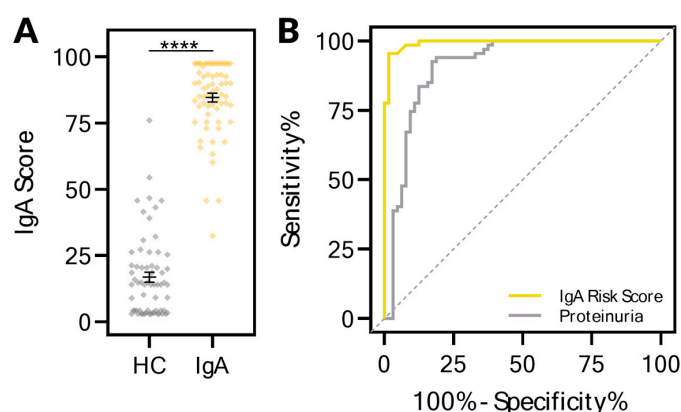 A
****
100
75
50
25
0
IgA Score
HC IgA
B
100
75
50
25
0
Sensitivity%
IgA Risk Score
Proteinuria
0 25 50 75 100
100%-Specificity%